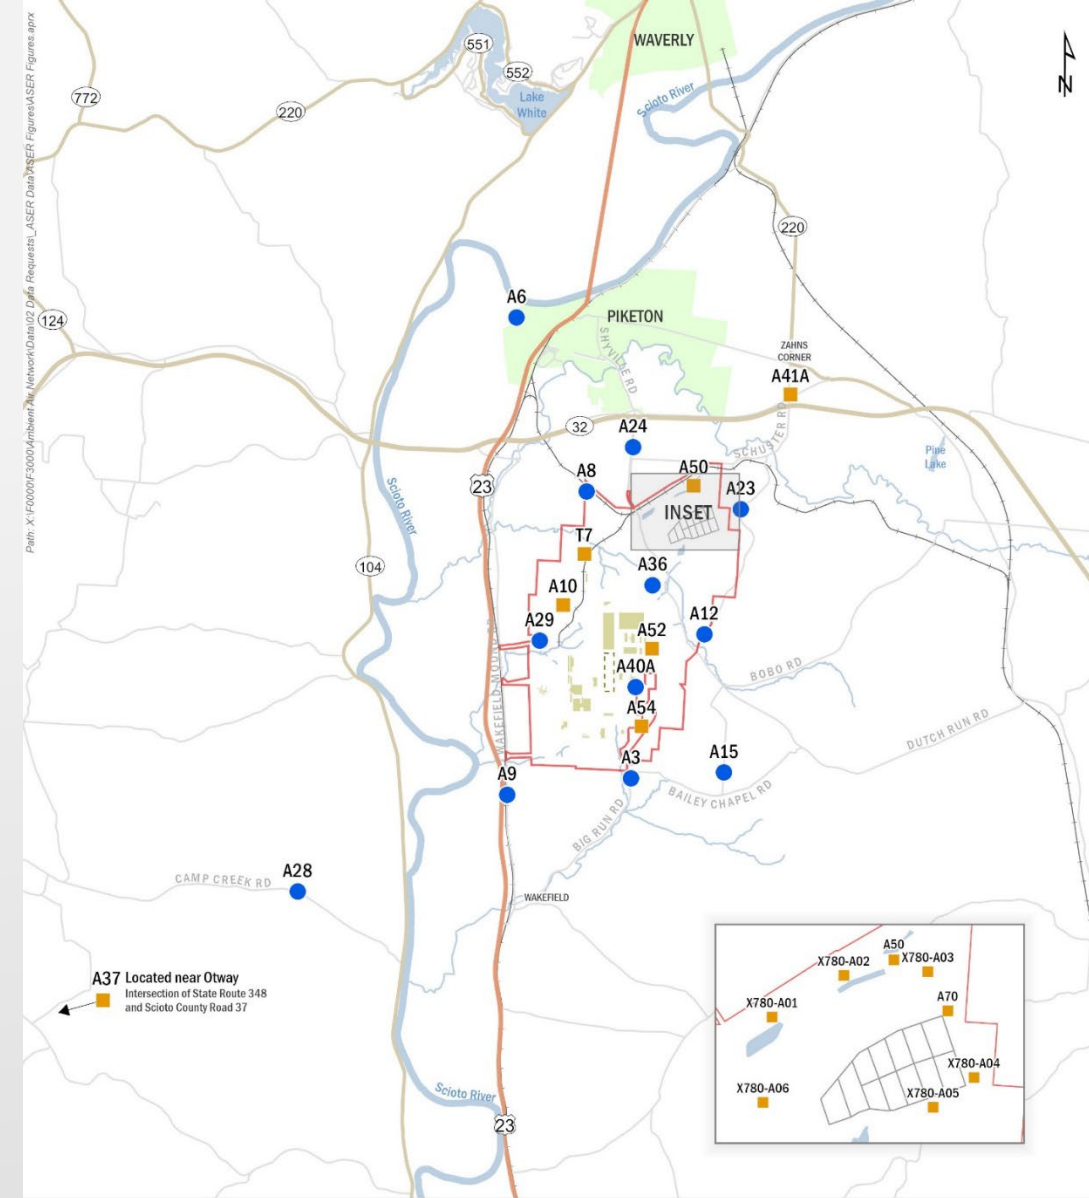 Path: X:\F0000\F3000\Ambient Air Network\Data\02 Data Requests\_ASER Data\ASER Figures\ASER Figures.aprx
WAVERLY
551
552
772
220
Lake
White
Scioto River
N
220
A6
PIKETON
124
SHYVILLE RD
ZAHNS
CORNER
A41A
32
A24
SCHUSTER RD
Pine
Lake
23
A8
A50
A23
INSET
Scioto River
T7
104
A36
A10
A29
A12
A52
WAKEFIELD MOUND RD
A40A
BOBO RD
A54
DUTCH RUN RD
A3
A15
A9
BAILEY CHAPEL RD
BIG RUN RD
A28
CAMP CREEK RD
WAKEFIELD
A37 Located near Otway
Intersection of State Route 348
and Scioto County Road 37
A50
X780-A02
X780-A03
X780-A01
A70
X780-A04
X780-A06
X780-A05
Scioto River
23